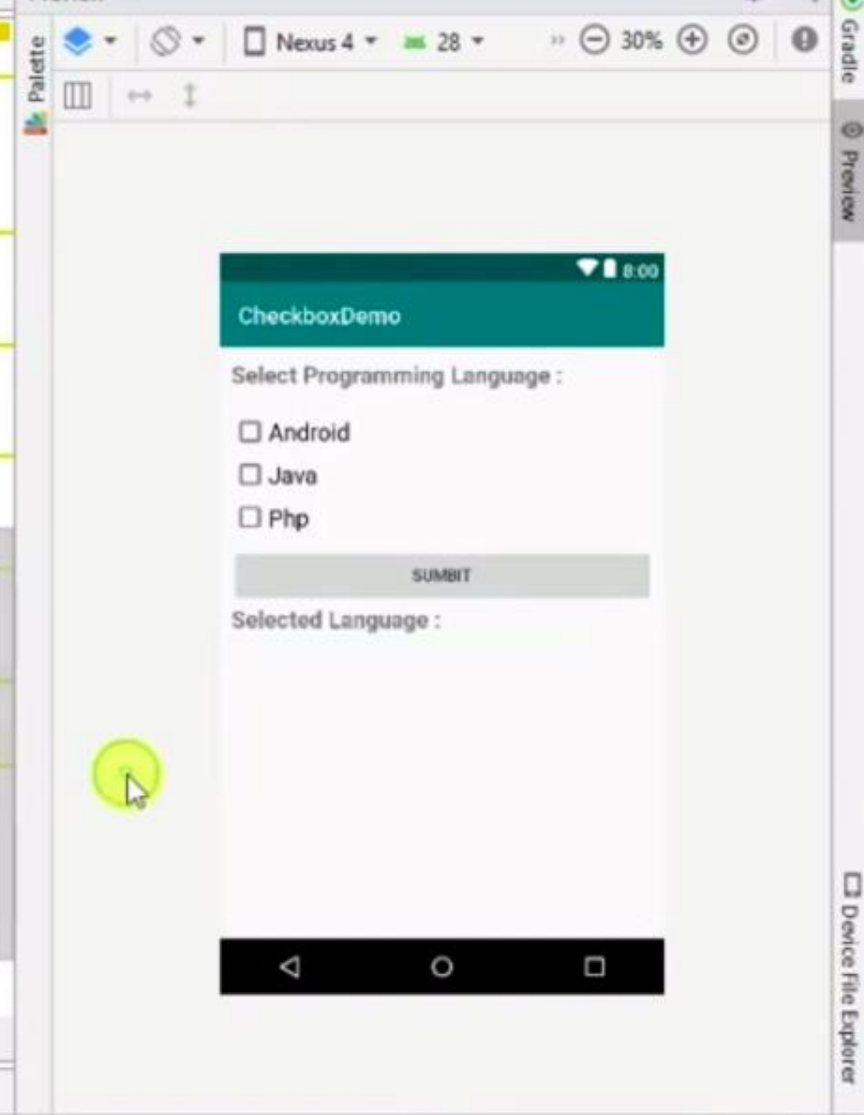 Palette
Nexus 4
28
30%
Gradle
Preview
8:00
CheckboxDemo
Select Programming Language :
Android
Java
Php
SUMBIT
Selected Language :
Device File Explorer